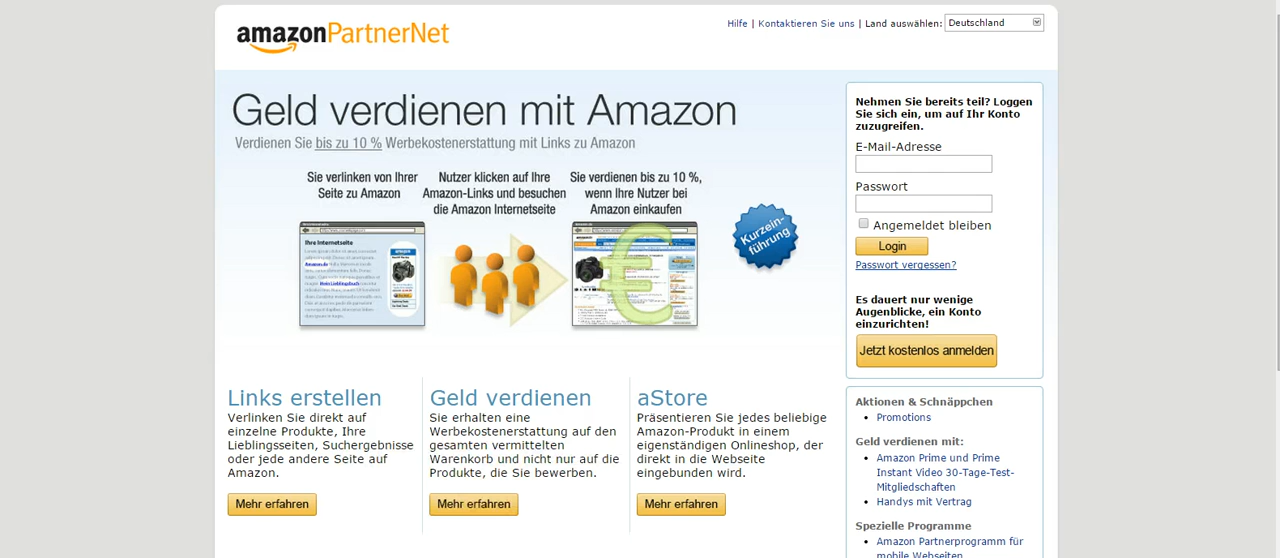 amazonPartnerNet
Hilfe | Kontaktieren Sie uns | Land auswählen: Deutschland
Geld verdienen mit Amazon
Verdienen Sie bis zu 10 % Werbekostenerstattung mit Links zu Amazon
Sie verlinken von Ihrer
Seite zu Amazon
Nutzer klicken auf Ihre
Amazon-Links und besuchen
die Amazon Internetseite
Sie verdienen bis zu 10 %,
wenn Ihre Nutzer bei
Amazon einkaufen
Ihre Internetseite
Amazon.de
Mein Lieblingsbuch
€
Kurzein-
führung
Nehmen Sie bereits teil? Loggen
Sie sich ein, um auf Ihr Konto
zuzugreifen.
E-Mail-Adresse
Passwort
Angemeldet bleiben
Login
Passwort vergessen?
Es dauert nur wenige
Augenblicke, ein Konto
einzurichten!
Jetzt kostenlos anmelden
Links erstellen
Verlinken Sie direkt auf
einzelne Produkte, Ihre
Lieblingsseiten, Suchergebnisse
oder jede andere Seite auf
Amazon.
Mehr erfahren
Geld verdienen
Sie erhalten eine
Werbekostenerstattung auf den
gesamten vermittelten
Warenkorb und nicht nur auf die
Produkte, die Sie bewerben.
Mehr erfahren
aStore
Präsentieren Sie jedes beliebige
Amazon-Produkt in einem
eigenständigen Onlineshop, der
direkt in die Webseite
eingebunden wird.
Mehr erfahren
Aktionen & Schnäppchen
Promotions
Geld verdienen mit:
Amazon Prime und Prime
Instant Video 30-Tage-Test-
Mitgliedschaften
Handys mit Vertrag
Spezielle Programme
Amazon Partnerprogramm für
mobile Webseiten